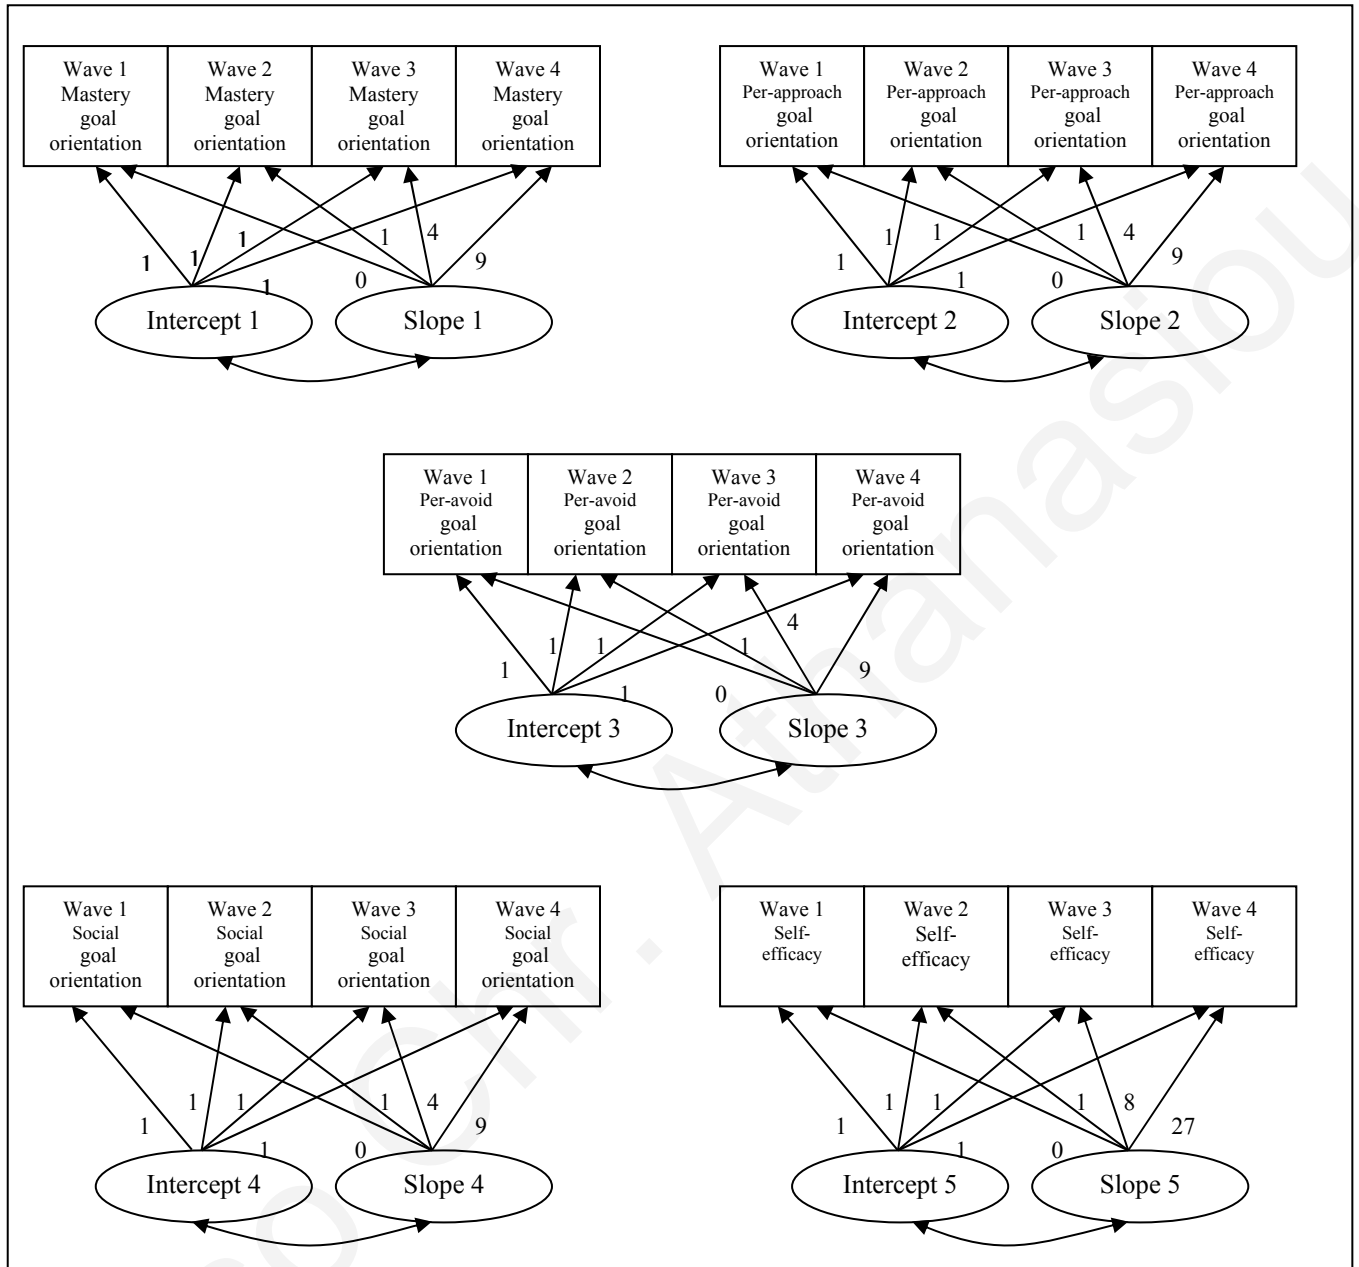 Wave 1
Mastery
goal
orientation
Wave 2
Mastery
goal
orientation
Wave 3
Mastery
goal
orientation
Wave 4
Mastery
goal
orientation
1
1
1
1
0
1
4
9
Intercept 1
Slope 1
Wave 1
Per-approach
goal
orientation
Wave 2
Per-approach
goal
orientation
Wave 3
Per-approach
goal
orientation
Wave 4
Per-approach
goal
orientation
1
1
1
1
0
1
4
9
Intercept 2
Slope 2
Wave 1
Per-avoid
goal
orientation
Wave 2
Per-avoid
goal
orientation
Wave 3
Per-avoid
goal
orientation
Wave 4
Per-avoid
goal
orientation
1
1
1
1
0
1
4
9
Intercept 3
Slope 3
Wave 1
Social
goal
orientation
Wave 2
Social
goal
orientation
Wave 3
Social
goal
orientation
Wave 4
Social
goal
orientation
1
1
1
1
0
1
4
9
Intercept 4
Slope 4
Wave 1
Self-
efficacy
Wave 2
Self-
efficacy
Wave 3
Self-
efficacy
Wave 4
Self-
efficacy
1
1
1
1
0
1
8
27
Intercept 5
Slope 5
Chr. Athanasiou